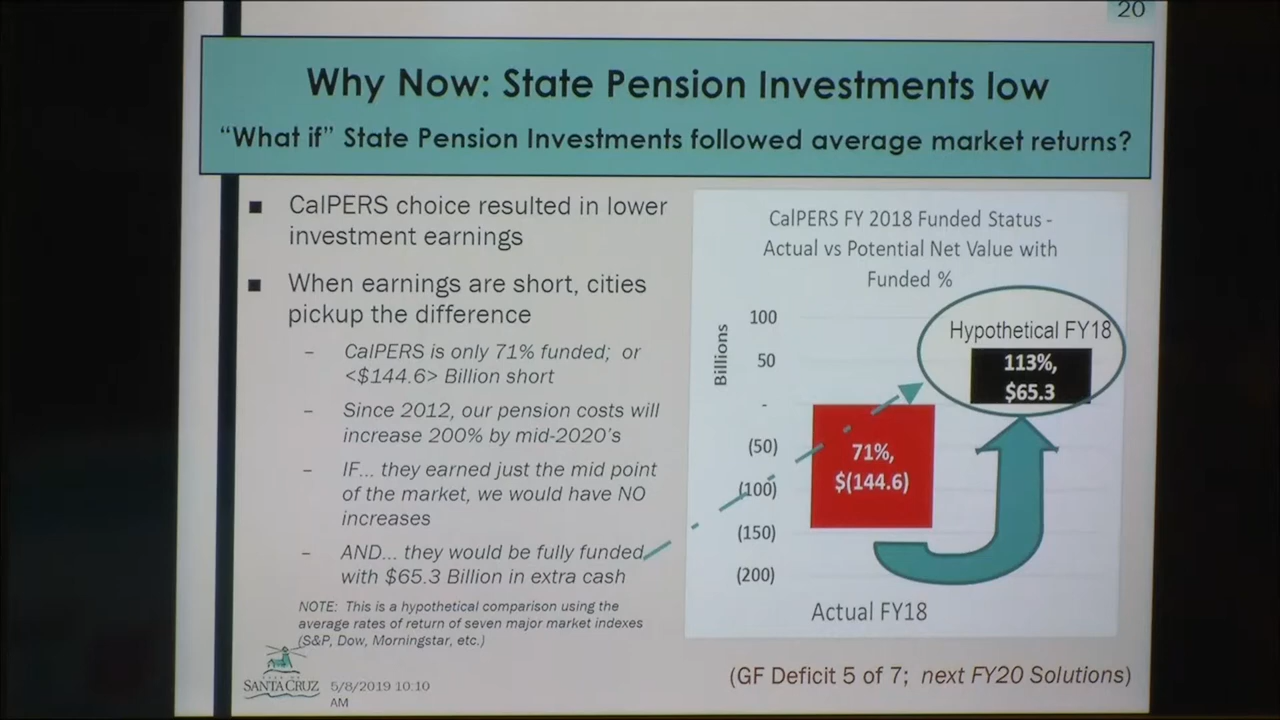 20
Why Now: State Pension Investments low
“What if” State Pension Investments followed average market returns?
■ CalPERS choice resulted in lower
investment earnings
■ When earnings are short, cities
pickup the difference
– CalPERS is only 71% funded; or
<$144.6> Billion short
– Since 2012, our pension costs will
increase 200% by mid-2020’s
– IF... they earned just the mid point
of the market, we would have NO
increases
– AND... they would be fully funded
with $65.3 Billion in extra cash
NOTE: This is a hypothetical comparison using the
average rates of return of seven major market indexes
(S&P, Dow, Morningstar, etc.)
SANTA CRUZ
5/8/2019 10:10
AM
CalPERS FY 2018 Funded Status -
Actual vs Potential Net Value with
Funded %
Billions
100
50
-
(50)
(100)
(150)
(200)
Hypothetical FY18
113%,
$65.3
71%,
$(144.6)
Actual FY18
(GF Deficit 5 of 7; next FY20 Solutions)